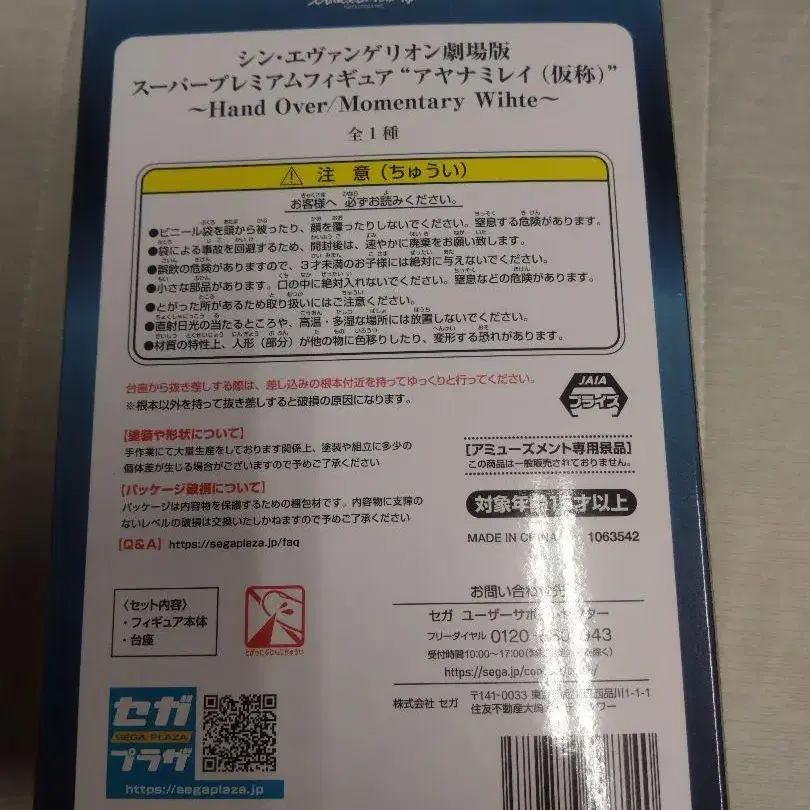 シン・エヴァンゲリオン劇場版
スーパープレミアムフィギュア“アヤナミレイ（仮称）”
～Hand Over/Momentary Wihte～
全1種
注 意（ちゅうい）
お客様へ 必ずお読みください。
●ビニール袋を頭から被ったり、顔を覆ったりしないでください。窒息する危険があります。
●袋による事故を回避するため、開封後は、速やかに廃棄をお願い致します。
●誤飲の危険がありますので、3才未満のお子様には絶対に与えないでください。
●小さな部品があります。口の中に絶対入れないでください。窒息などの危険があります。
●とがった所があるため取り扱いにはご注意ください。
●直射日光の当たるところや、高温・多湿な場所には放置しないでください。
●材質の特性上、人形（部分）が他の物に色移りしたり、変形する恐れがあります。
台座から抜き差しする際は、差し込みの根本付近を持ってゆっくりと行ってください。
※根本以外を持って抜き差しすると破損の原因になります。
JAIA
プライズ
【塗装や形状について】
手作業にて大量生産をしております関係上、塗装や組立に多少の
個体差が生じる場合がございますので予めご了承ください
【パッケージ破損について】
パッケージは内容物を保護するための梱包材です。内容物に支障の
ないレベルの破損は交換いたしかねますので予めご了承ください
【Q&A】https://segaplaza.jp/faq
【アミューズメント専用景品】
この商品は一般販売されておりません。
対象年 才以上
MADE IN CHINA 1063542
〈セット内容〉
・フィギュア本体
・台座
とがりにちゅういちゅうい
お問い合わせ先
セガ ユーザーサポートセンター
フリーダイヤル 0120- 943
受付時間10:00～17:00 除く）
https://sega.jp/
株式会社 セガ 〒141-0033 東 西品川1-1-1
住友不動産大崎 タワー
セガ
SEGA PLAZA
プラザ
https://segaplaza.jp